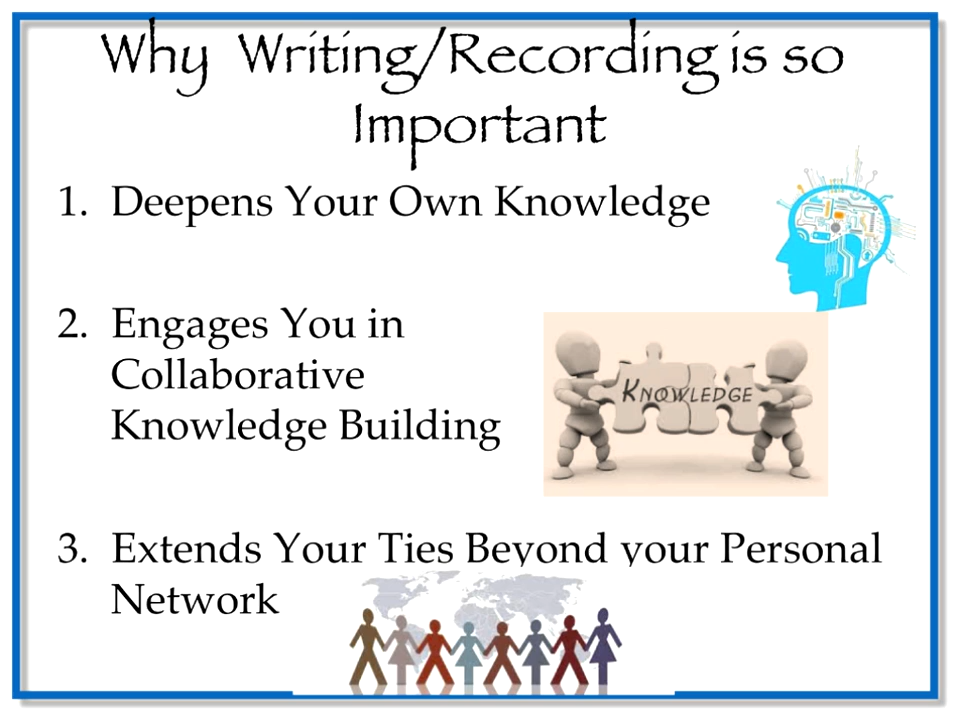 Why Writing/Recording is so
Important
1. Deepens Your Own Knowledge
2. Engages You in
Collaborative
Knowledge Building
KNOWLEDGE
3. Extends Your Ties Beyond your Personal
Network